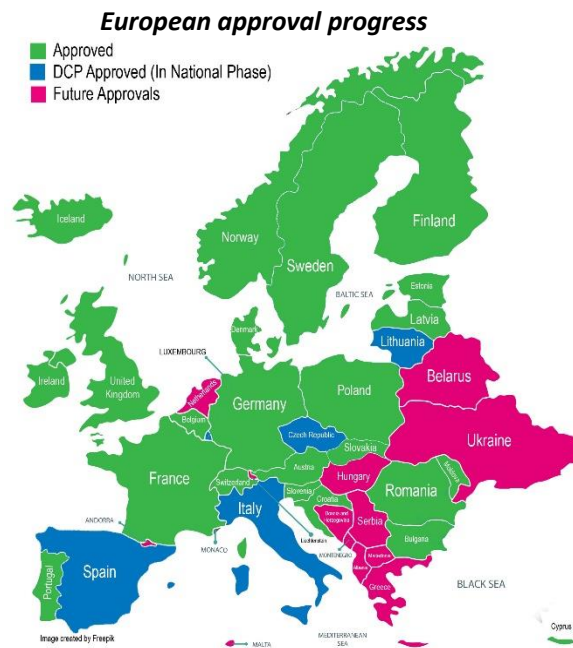 European approval progress
Approved
DCP Approved (In National Phase)
Future Approvals
Iceland
Finland
Norway
Sweden
NORTH SEA
BALTIC SEA
Estonia
Latvia
Denmark
Lithuania
LUXEMBOURG
Ireland
United
Kingdom
Netherlands
Belarus
Belgium
Germany
Poland
Czech Republic
Ukraine
Slovakia
France
Austria
Switzerland
Hungary
Moldova
Slovenia
Romania
Croatia
Italy
Bosnia and
Herzegovina
Serbia
ANDORRA
MONACO
Liechtenstein
MONTENEGRO
Bulgaria
Macedonia
Albania
Spain
Portugal
Greece
BLACK SEA
Image created by Freepik
MALTA
MEDITERRANEAN
SEA
Cyprus